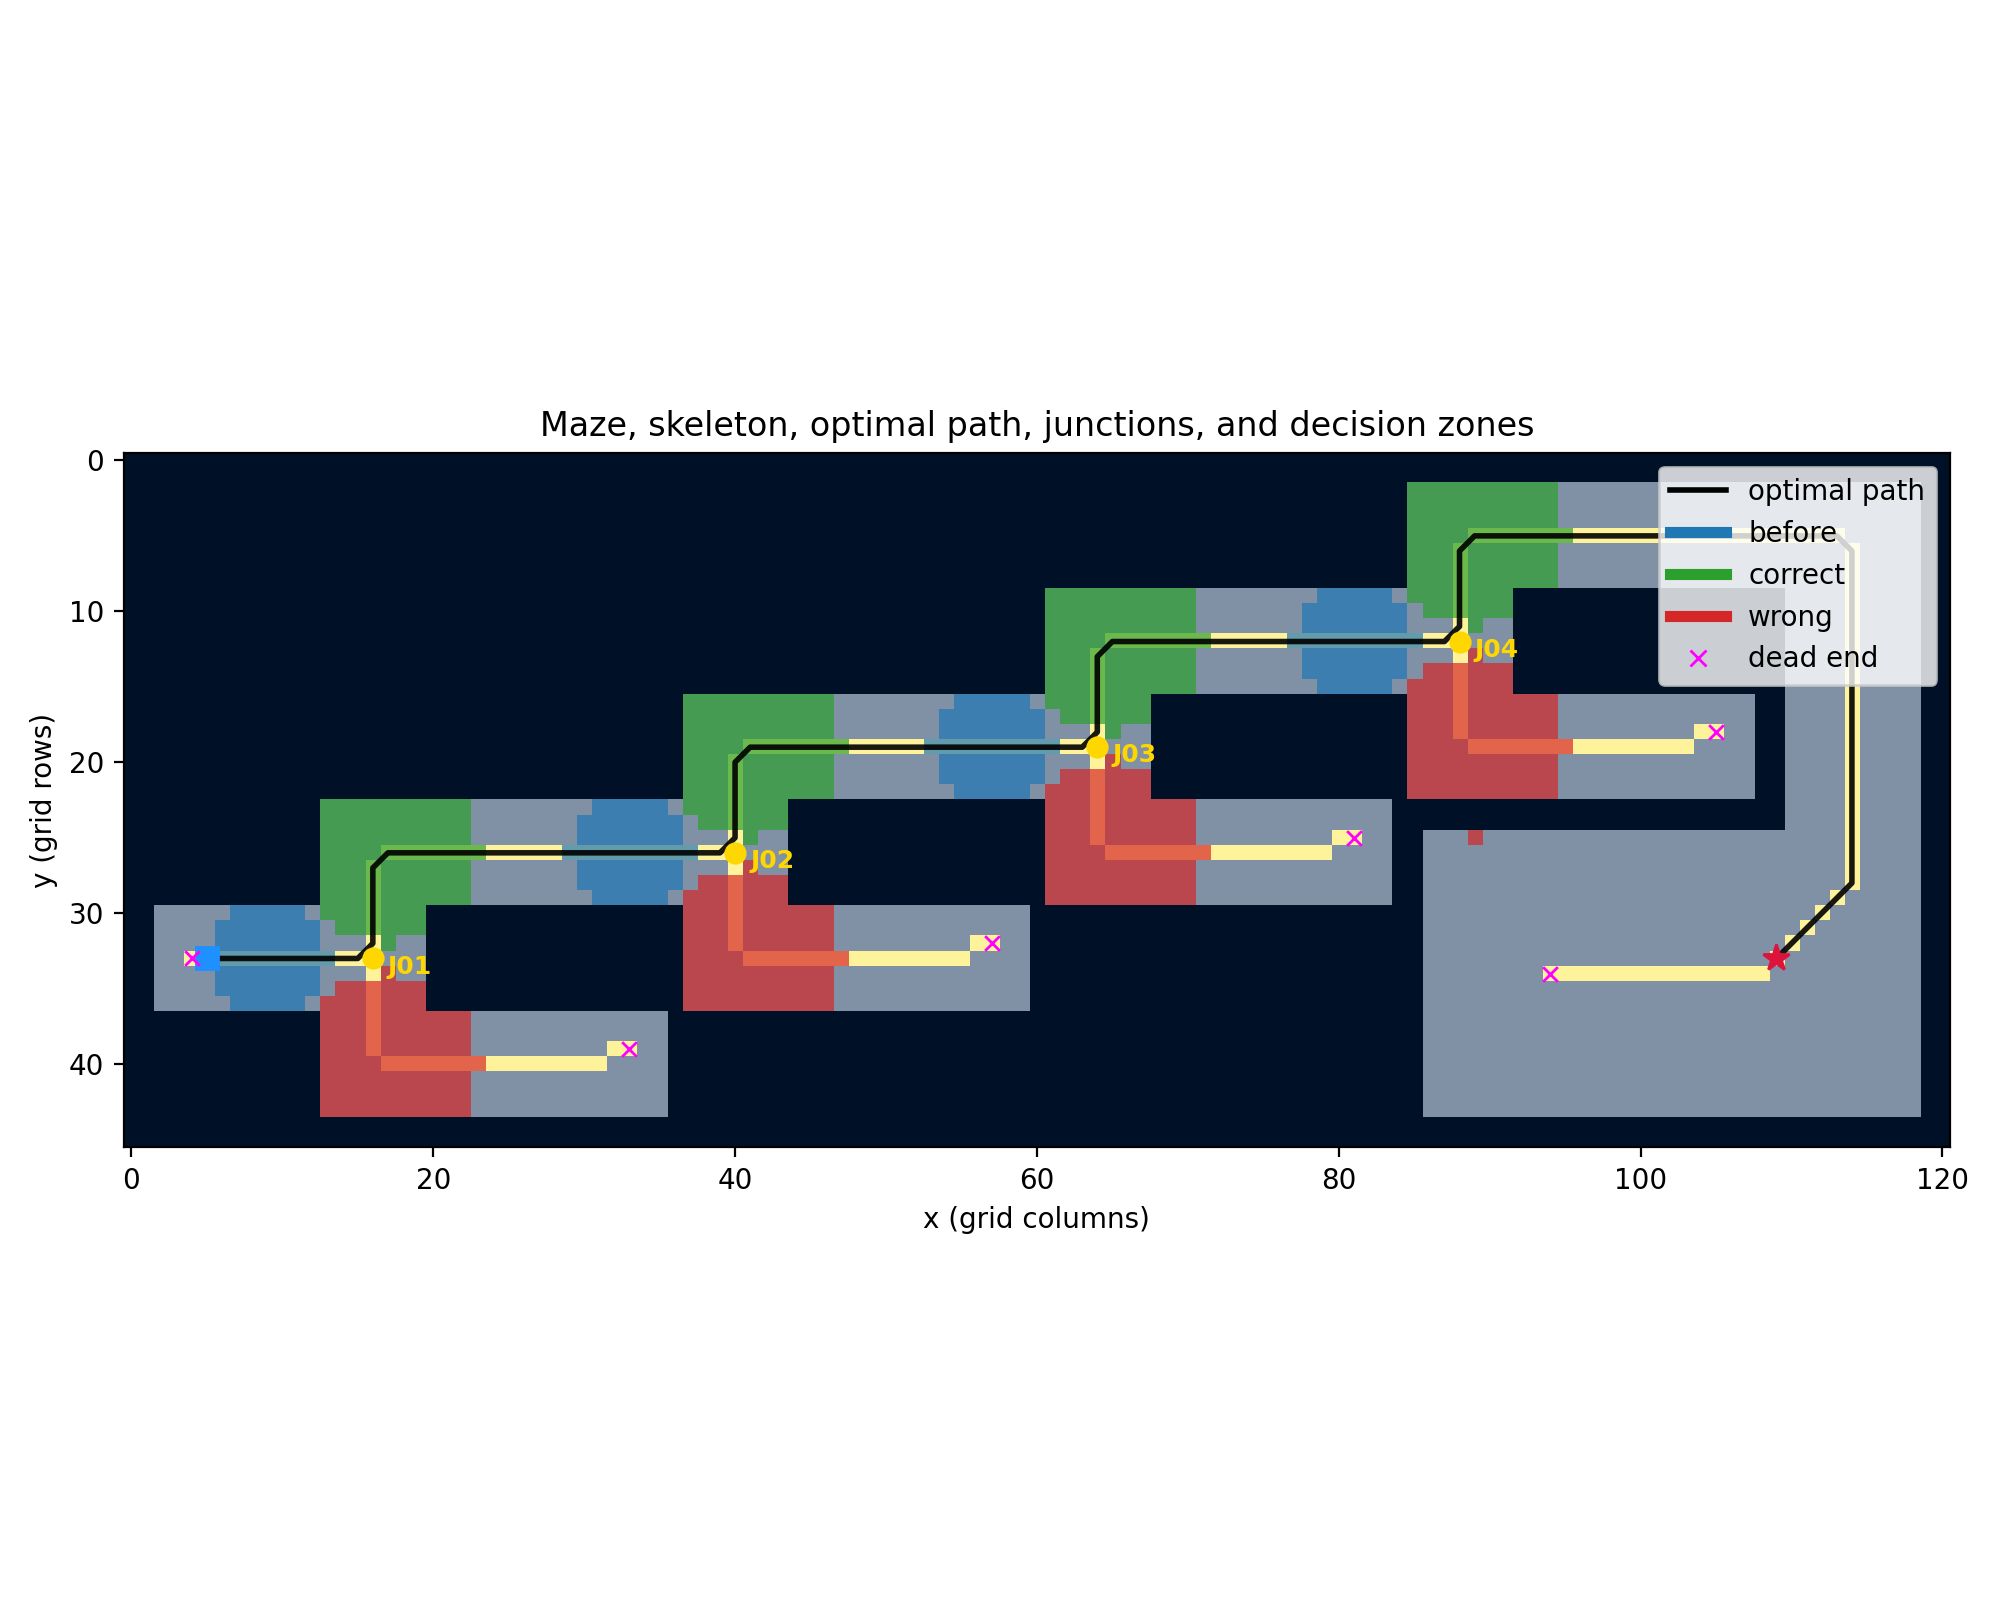 Maze, skeleton, optimal path, junctions, and decision zones
optimal path
before
correct
wrong
dead end
J04
J03
J02
J01
0
10
20
30
40
y (grid rows)
0 20 40 60 80 100 120
x (grid columns)